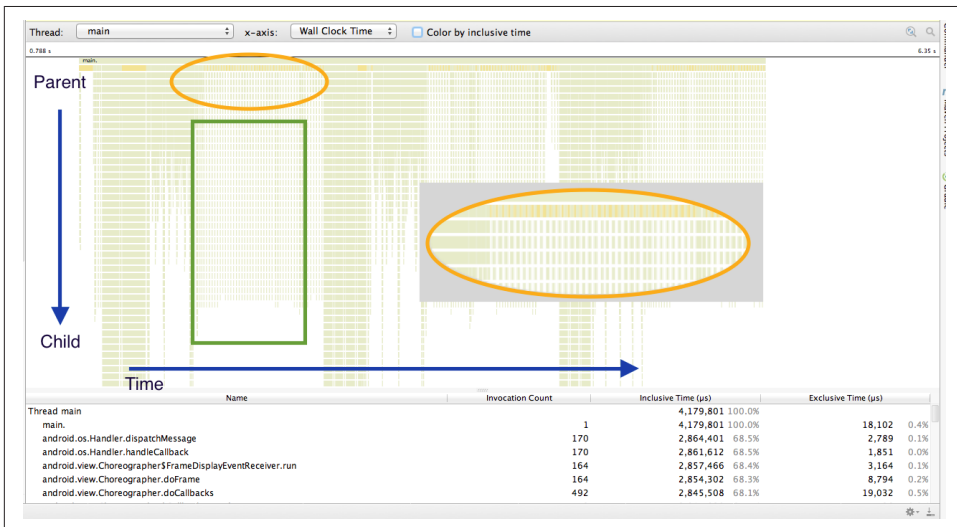 Thread: main x-axis: Wall Clock Time Color by inclusive time
0.788 s 6.35 s
main.
Parent
Child
Time
Name Invocation Count Inclusive Time (µs) Exclusive Time (µs)
Thread main 4,179,801 100.0%
main. 1 4,179,801 100.0% 18,102 0.4%
android.os.Handler.dispatchMessage 170 2,864,401 68.5% 2,789 0.1%
android.os.Handler.handleCallback 170 2,861,612 68.5% 1,851 0.0%
android.view.Choreographer$FrameDisplayEventReceiver.run 164 2,857,466 68.4% 3,164 0.1%
android.view.Choreographer.doFrame 164 2,854,302 68.3% 8,794 0.2%
android.view.Choreographer.doCallbacks 492 2,845,508 68.1% 19,032 0.5%